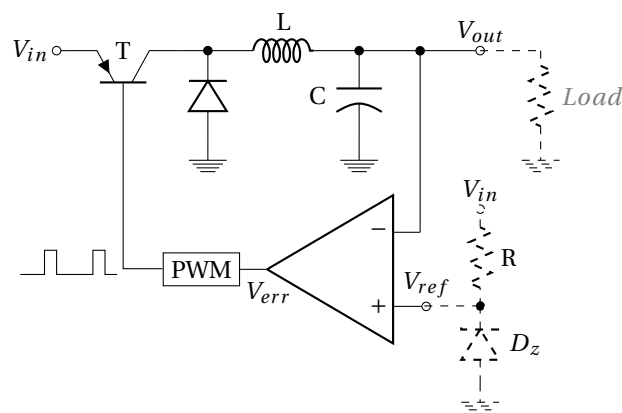 L
V_out
V_in
T
C
Load
V_in
−
R
PWM
V_ref
V_err
+
D_z